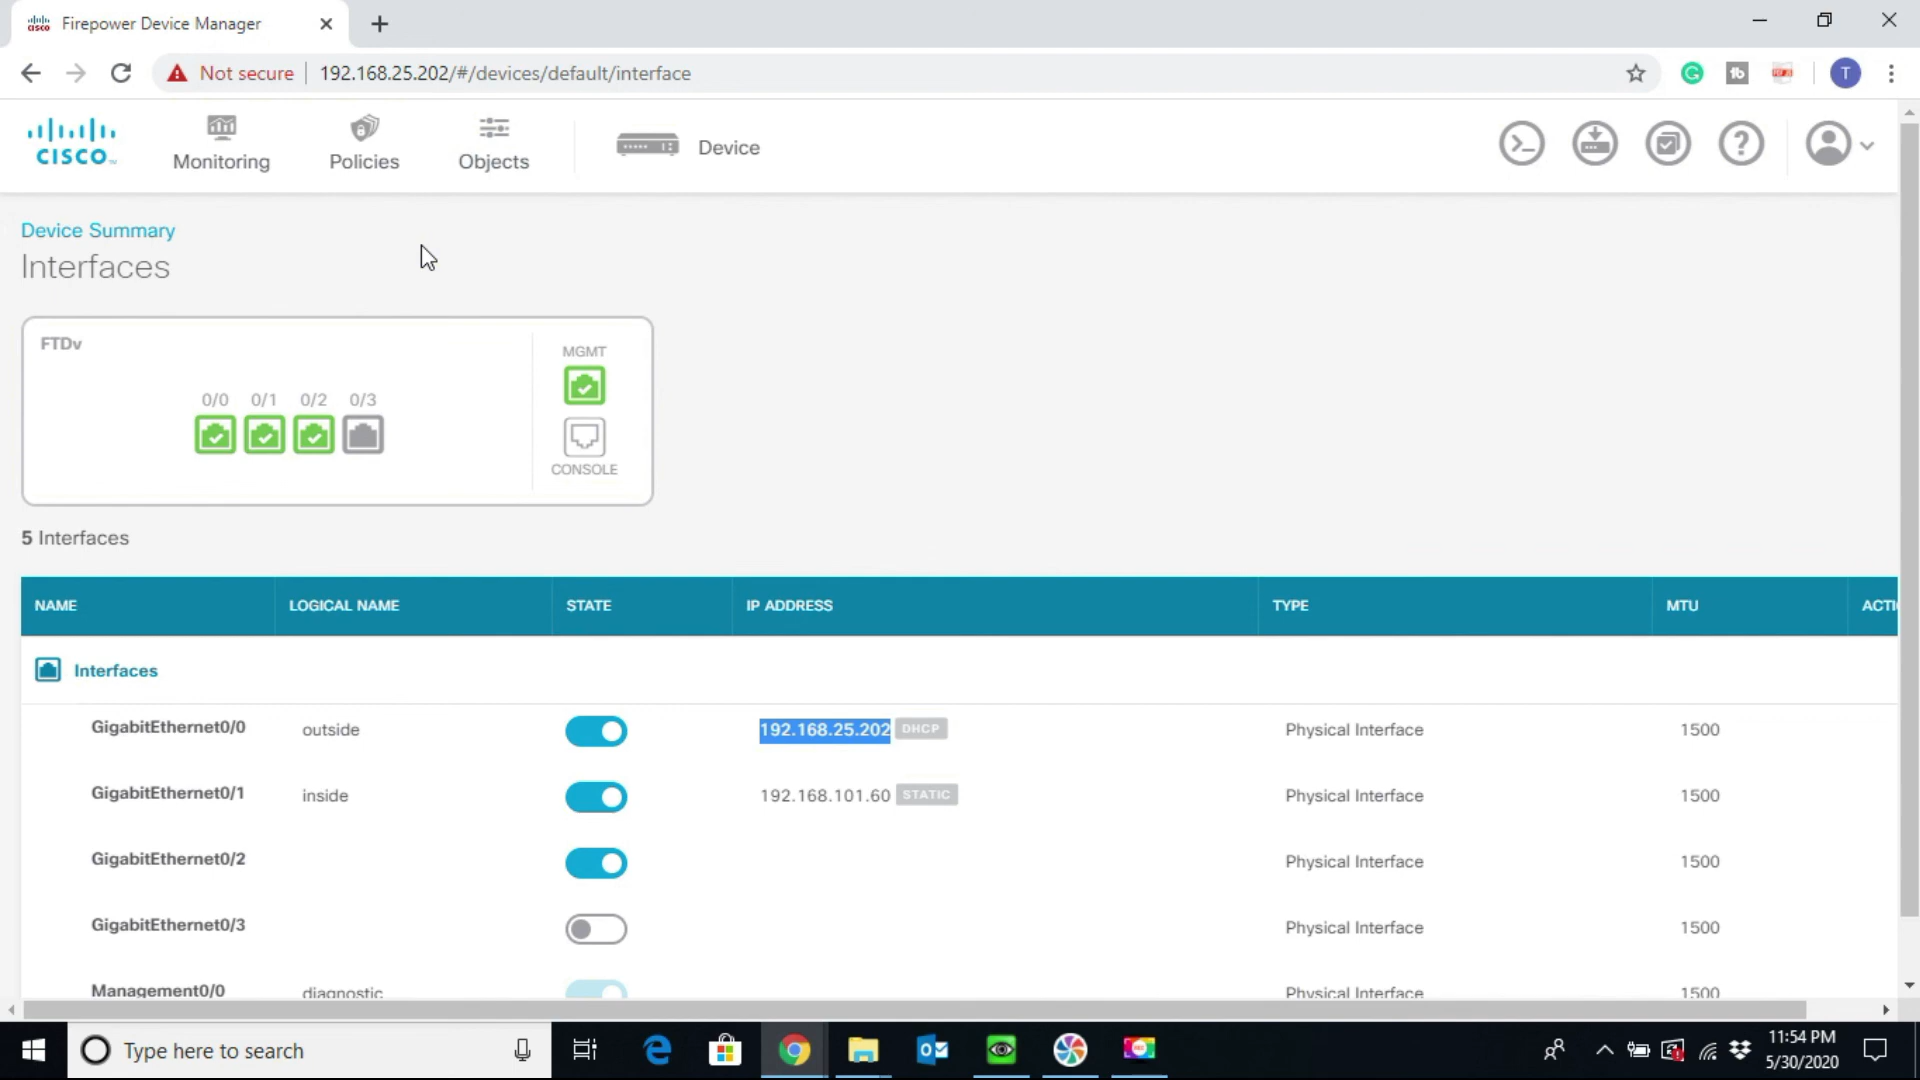 Firepower Device Manager
Not secure
192.168.25.202/#/devices/default/interface
T
CISCO
Monitoring
Policies
Objects
Device
Device Summary
Interfaces
FTDv
MGMT
0/0 0/1 0/2 0/3
CONSOLE
5 Interfaces
NAME LOGICAL NAME STATE IP ADDRESS TYPE MTU ACTI
Interfaces
GigabitEthernet0/0 outside 192.168.25.202 DHCP Physical Interface 1500
GigabitEthernet0/1 inside 192.168.101.60 STATIC Physical Interface 1500
GigabitEthernet0/2 Physical Interface 1500
GigabitEthernet0/3 Physical Interface 1500
Management0/0 diagnostic Physical Interface 1500
Type here to search
11:54 PM
5/30/2020